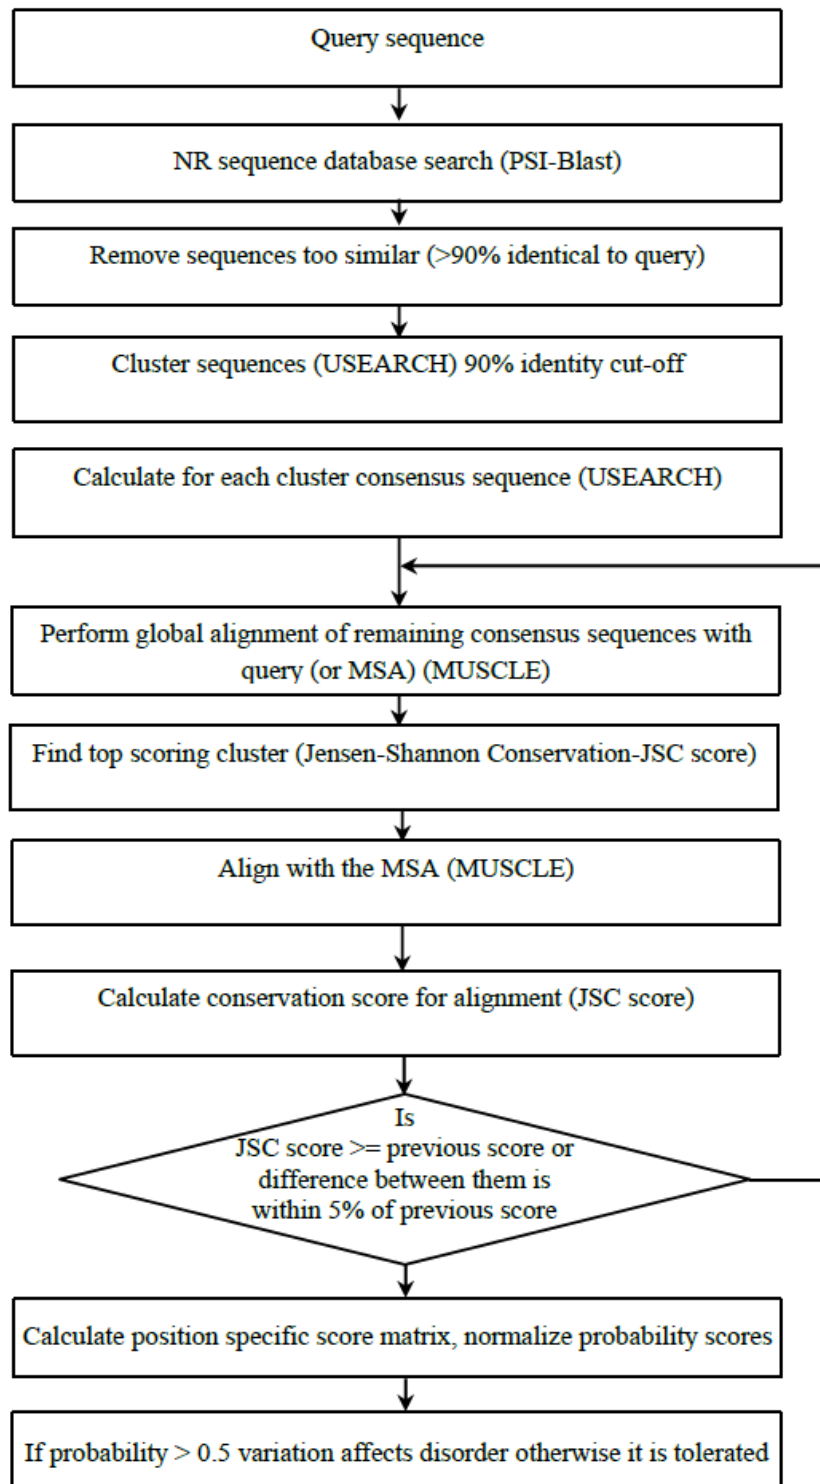 Query sequence
NR sequence database search (PSI-Blast)
Remove sequences too similar (>90% identical to query)
Cluster sequences (USEARCH) 90% identity cut-off
Calculate for each cluster consensus sequence (USEARCH)
Perform global alignment of remaining consensus sequences with
query (or MSA) (MUSCLE)
Find top scoring cluster (Jensen-Shannon Conservation-JSC score)
Align with the MSA (MUSCLE)
Calculate conservation score for alignment (JSC score)
Is
JSC score >= previous score or
difference between them is
within 5% of previous score
Calculate position specific score matrix, normalize probability scores
If probability > 0.5 variation affects disorder otherwise it is tolerated